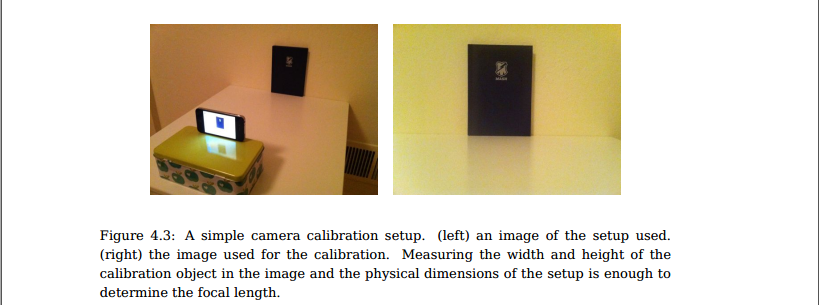 Figure 4.3: A simple camera calibration setup. (left) an image of the setup used.
(right) the image used for the calibration. Measuring the width and height of the
calibration object in the image and the physical dimensions of the setup is enough to
determine the focal length.